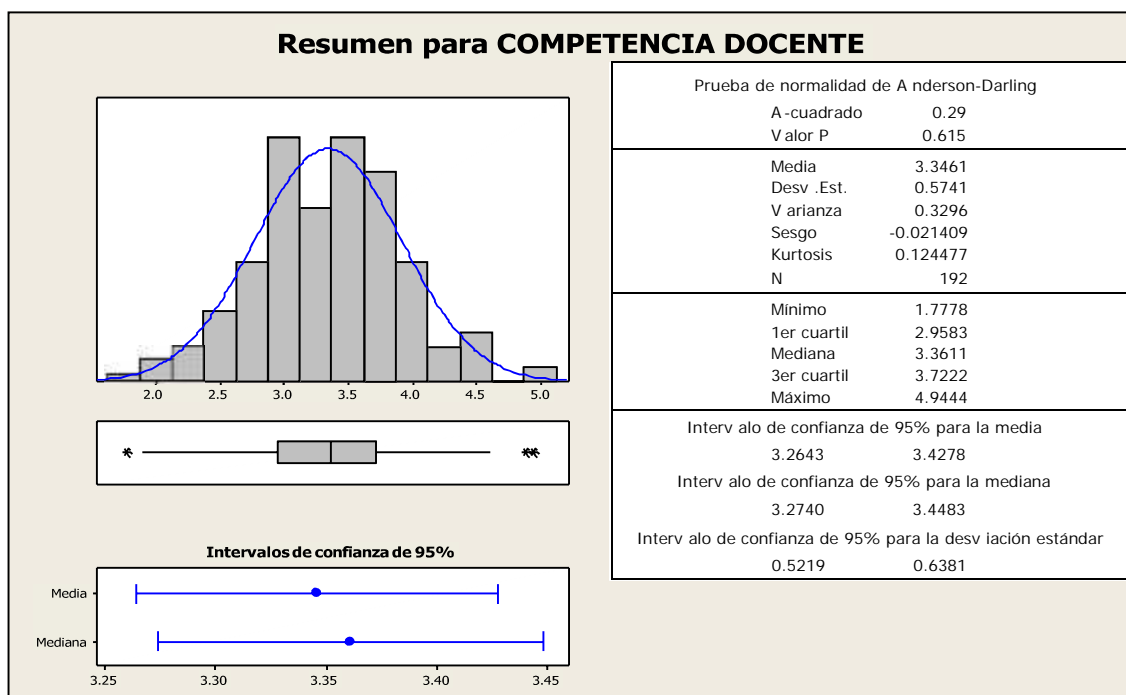 Resumen para COMPETENCIA DOCENTE
2.0 2.5 3.0 3.5 4.0 4.5 5.0
Intervalos de confianza de 95%
Media
Mediana
3.25 3.30 3.35 3.40 3.45
Prueba de normalidad de A nderson-Darling
A -cuadrado 0.29
V alor P 0.615
Media 3.3461
Desv .Est. 0.5741
V arianza 0.3296
Sesgo -0.021409
Kurtosis 0.124477
N 192
Mínimo 1.7778
1er cuartil 2.9583
Mediana 3.3611
3er cuartil 3.7222
Máximo 4.9444
Interv alo de confianza de 95% para la media
3.2643 3.4278
Interv alo de confianza de 95% para la mediana
3.2740 3.4483
Interv alo de confianza de 95% para la desv iación estándar
0.5219 0.6381